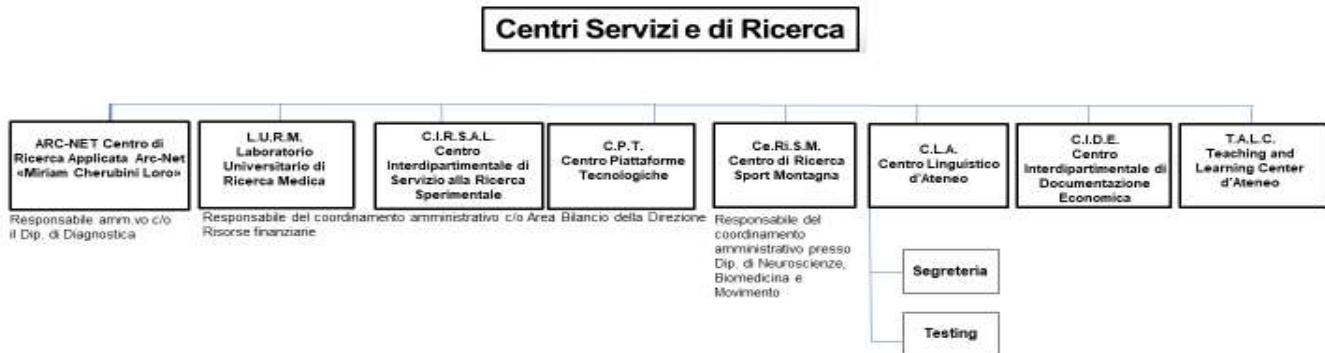 Centri Servizi e di Ricerca
ARC-NET Centro di
Ricerca Applicata Arc-Net
«Miriam Cherubini Loro»
Responsabile amm.vo c/o
il Dip. di Diagnostica
L.U.R.M.
Laboratorio
Universitario di
Ricerca Medica
C.I.R.S.A.L.
Centro
Interdipartimentale di
Servizio alla Ricerca
Sperimentale
C.P.T.
Centro Piattaforme
Tecnologiche
Responsabile del coordinamento amministrativo c/o Area Bilancio della Direzione
Risorse finanziarie
Ce.Ri.S.M.
Centro di Ricerca
Sport Montagna
Responsabile del
coordinamento
amministrativo presso
Dip. di Neuroscienze,
Biomedicina e
Movimento
C.L.A.
Centro Linguistico
d'Ateneo
Segreteria
Testing
C.I.D.E.
Centro
Interdipartimentale di
Documentazione
Economica
T.A.L.C.
Teaching and
Learning Center
d'Ateneo